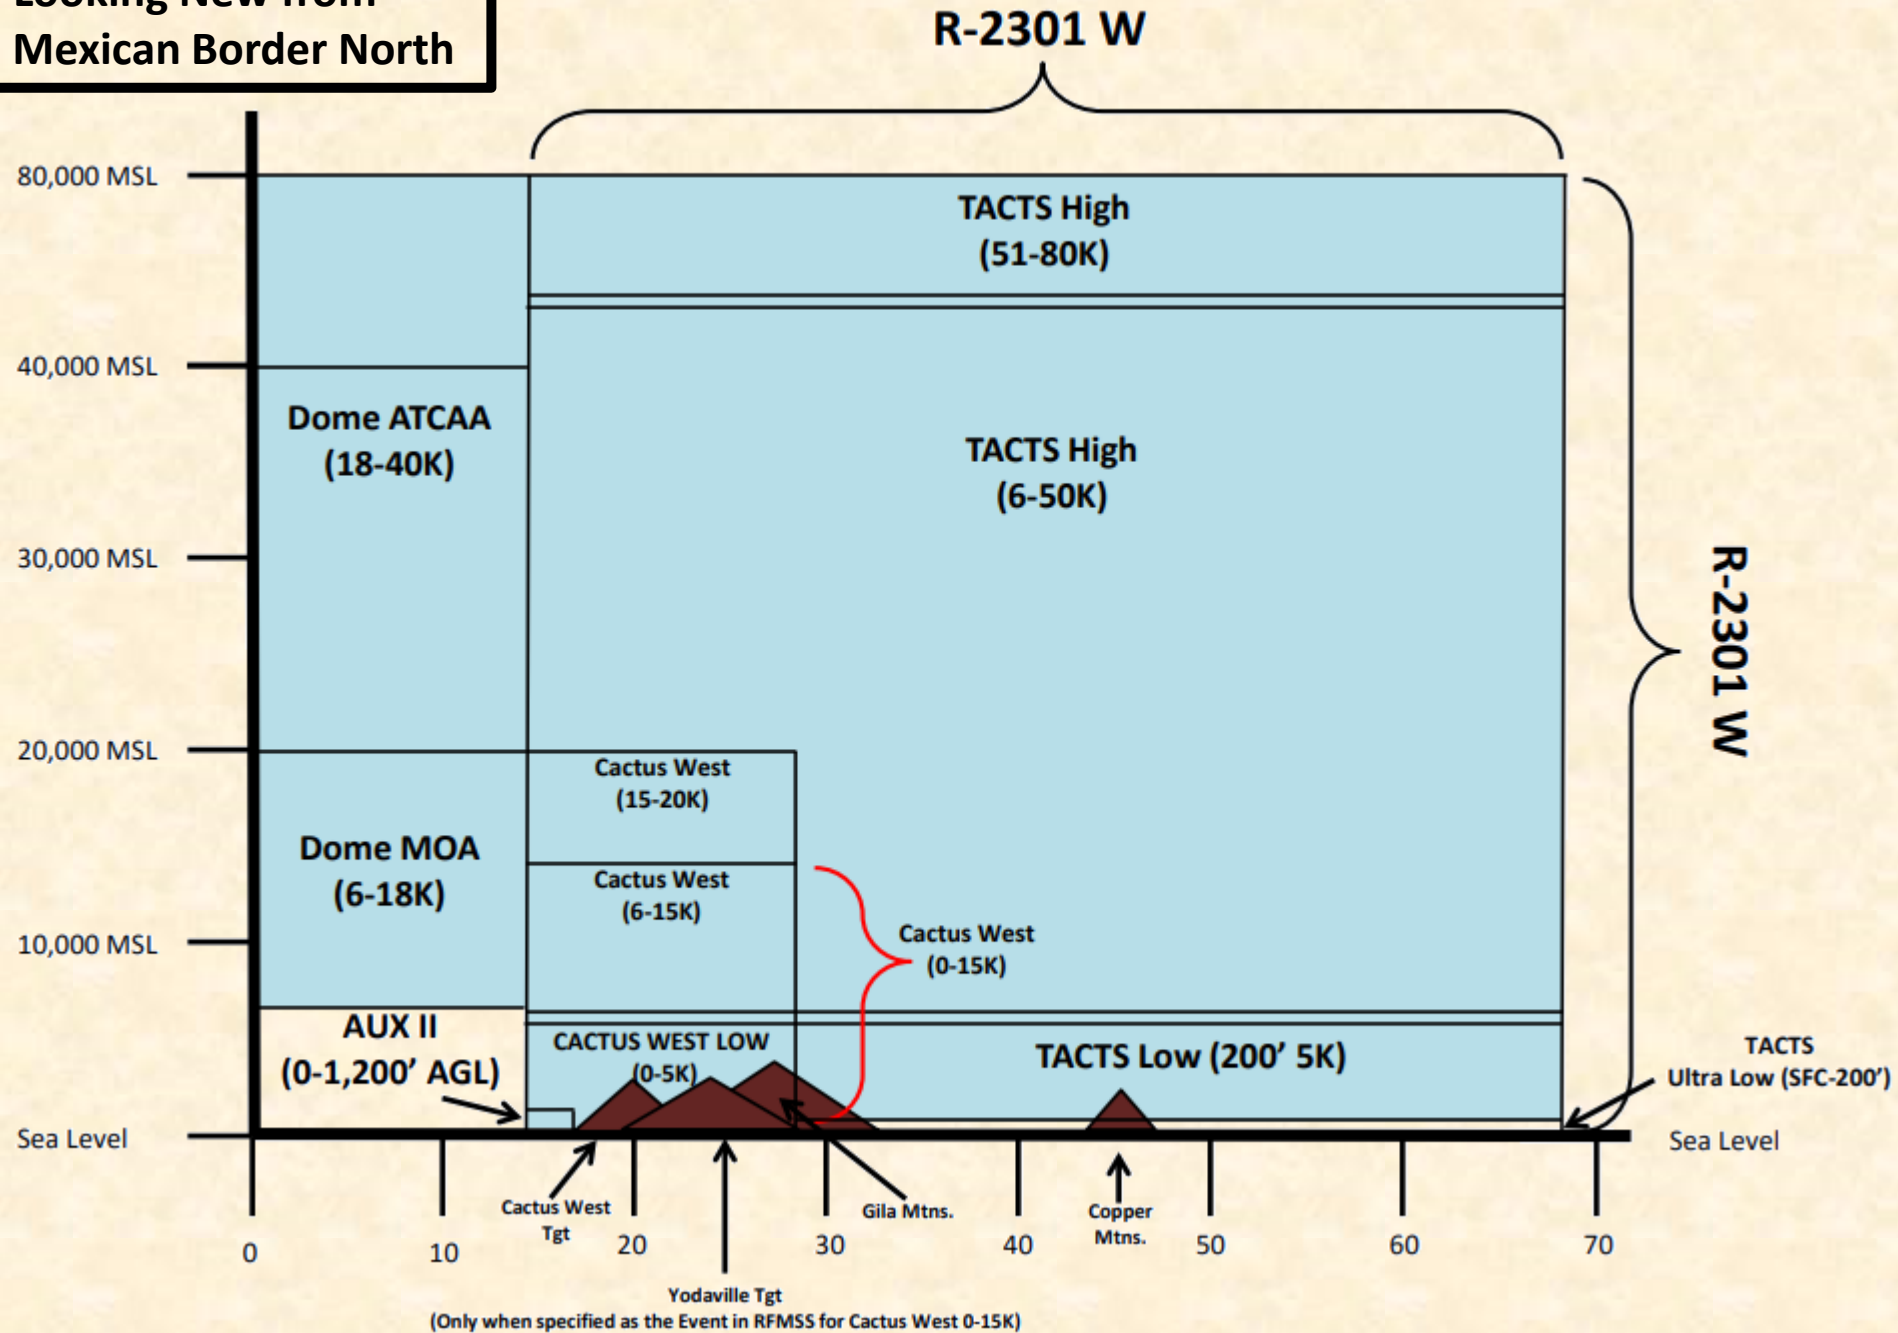 Looking New from
Mexican Border North
R-2301 W
80,000 MSL
TACTS High
(51-80K)
40,000 MSL
Dome ATCAA
(18-40K)
TACTS High
(6-50K)
30,000 MSL
R-2301 W
20,000 MSL
Cactus West
(15-20K)
Dome MOA
(6-18K)
Cactus West
(6-15K)
10,000 MSL
Cactus West
(0-15K)
AUX II
(0-1,200’ AGL)
CACTUS WEST LOW
(0-5K)
TACTS Low (200’ 5K)
TACTS
Ultra Low (SFC-200’)
Sea Level
Sea Level
Cactus West
Tgt
Gila Mtns.
Copper
Mtns.
0
10
20
30
40
50
60
70
Yodaville Tgt
(Only when specified as the Event in RFMSS for Cactus West 0-15K)